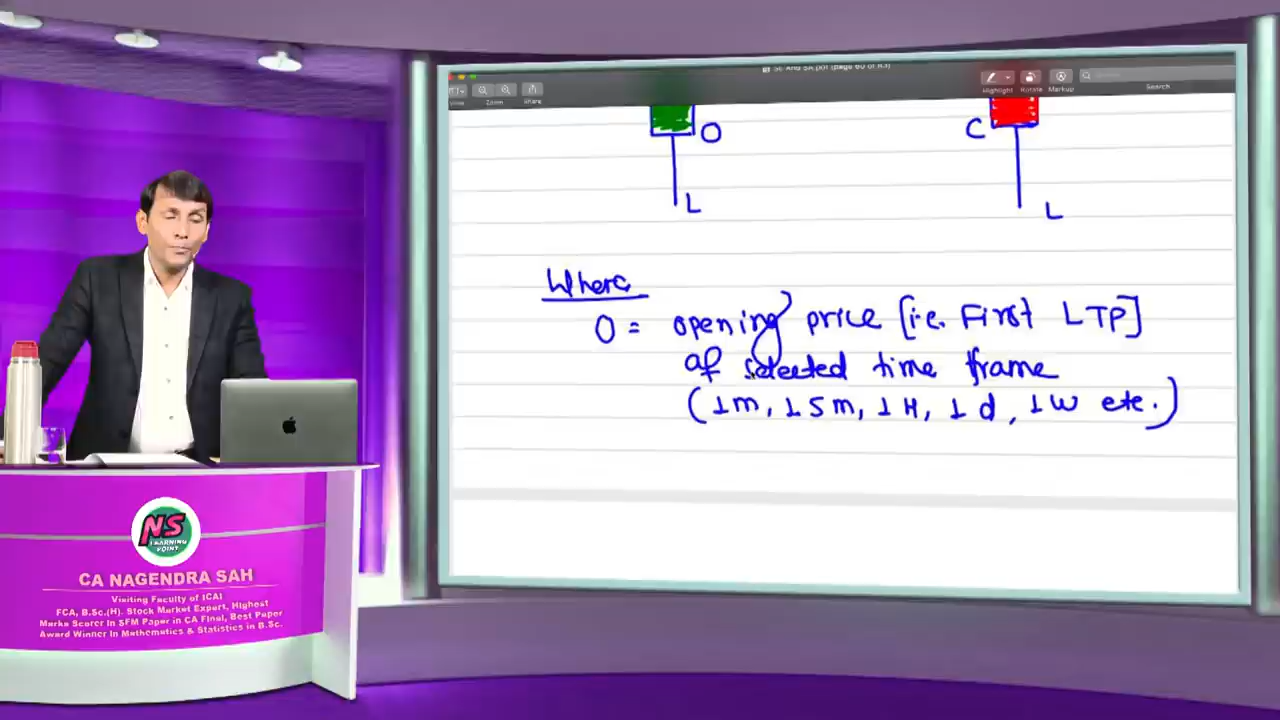 Highlight
Rotate
Markup
Search
View
Zoom
Share
O
C
L
L
Where
O = opening price [i.e. First LTP]
of selected time frame
(1m, 15m, 1H, 1d, 1W etc.)
NS
LEARNING
POINT
CA NAGENDRA SAH
Visiting Faculty of ICAI
FCA, B.Sc.(H). Stock Market Expert, Highest
Marks Scorer in SFM Paper in CA Final, Best Paper
Award Winner in Mathematics & Statistics in B.Sc.